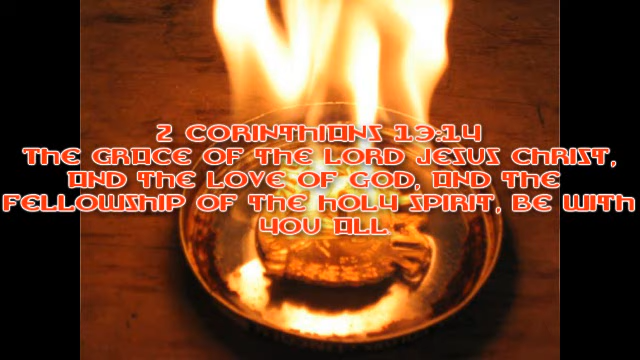 2 CORINTHIANS 13:14
THE GRACE OF THE LORD JESUS CHRIST,
AND THE LOVE OF GOD, AND THE
FELLOWSHIP OF THE HOLY SPIRIT, BE WITH
YOU ALL.